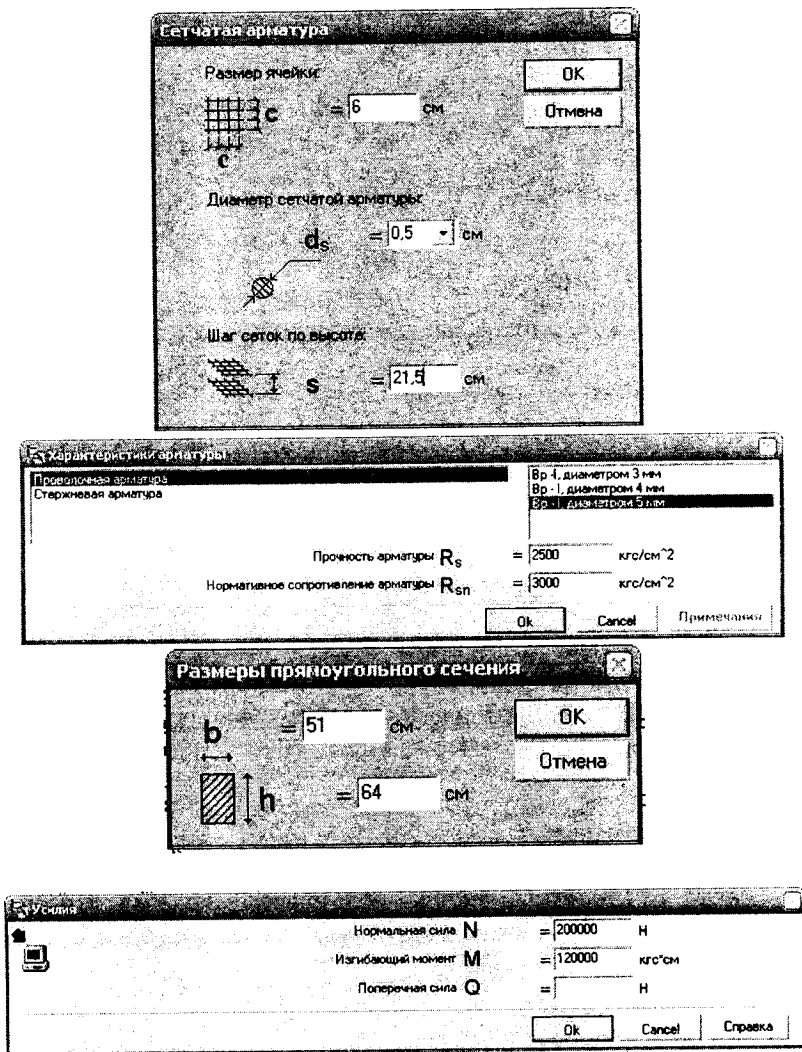 Сетчатая арматура
Размер ячейки:
OK
c = 6 см
Отмена
c
Диаметр сетчатой арматуры:
ds = 0,5 см
Шаг сеток по высоте:
s = 21,5 см
Характеристики арматуры
Проволочная арматура
Стержневая арматура
Вр -I, диаметром 3 мм
Вр - I, диаметром 4 мм
Вр - I, диаметром 5 мм
Прочность арматуры Rs = 2500 кгс/см^2
Нормативное сопротивление арматуры Rsn = 3000 кгс/см^2
Ok Cancel Примечания
Размеры прямоугольного сечения
b = 51 см
OK
Отмена
h = 64 см
Усилия
Нормальная сила N = 200000 Н
Изгибающий момент M = 120000 кгс*см
Поперечная сила Q = Н
Ok Cancel Справка